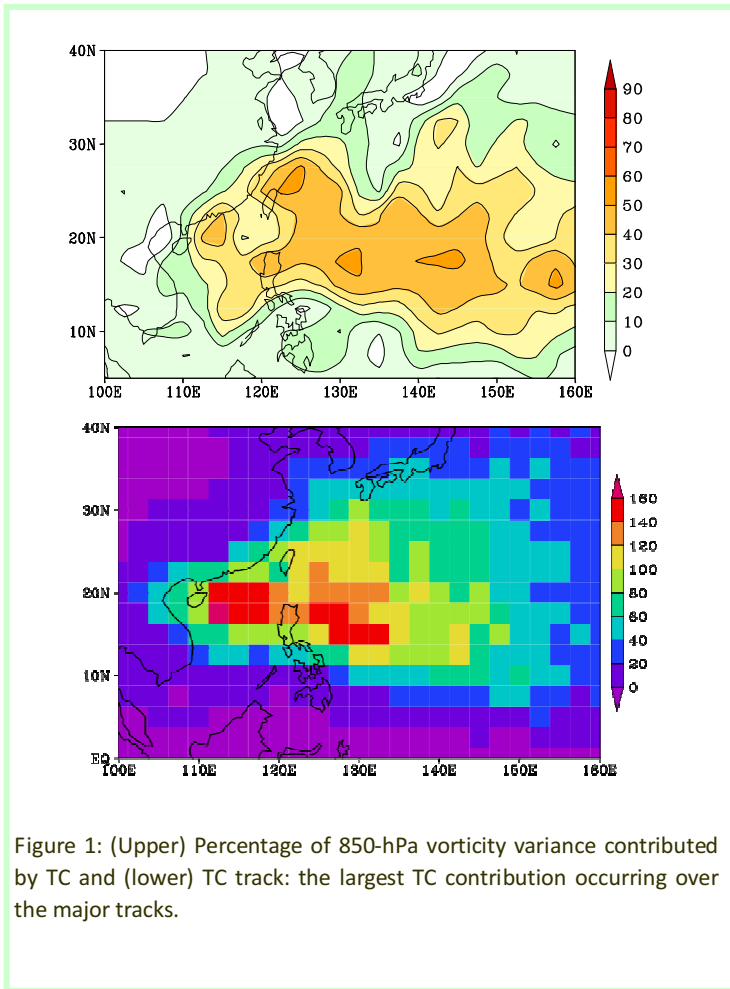 40N
30N
20N
10N
100E 110E 120E 130E 140E 150E 160E
90
80
70
60
50
40
30
20
10
0
40N
30N
20N
10N
EQ
100E 110E 120E 130E 140E 150E 160E
160
140
120
100
80
60
40
20
0
Figure 1: (Upper) Percentage of 850-hPa vorticity variance contributed
by TC and (lower) TC track: the largest TC contribution occurring over
the major tracks.